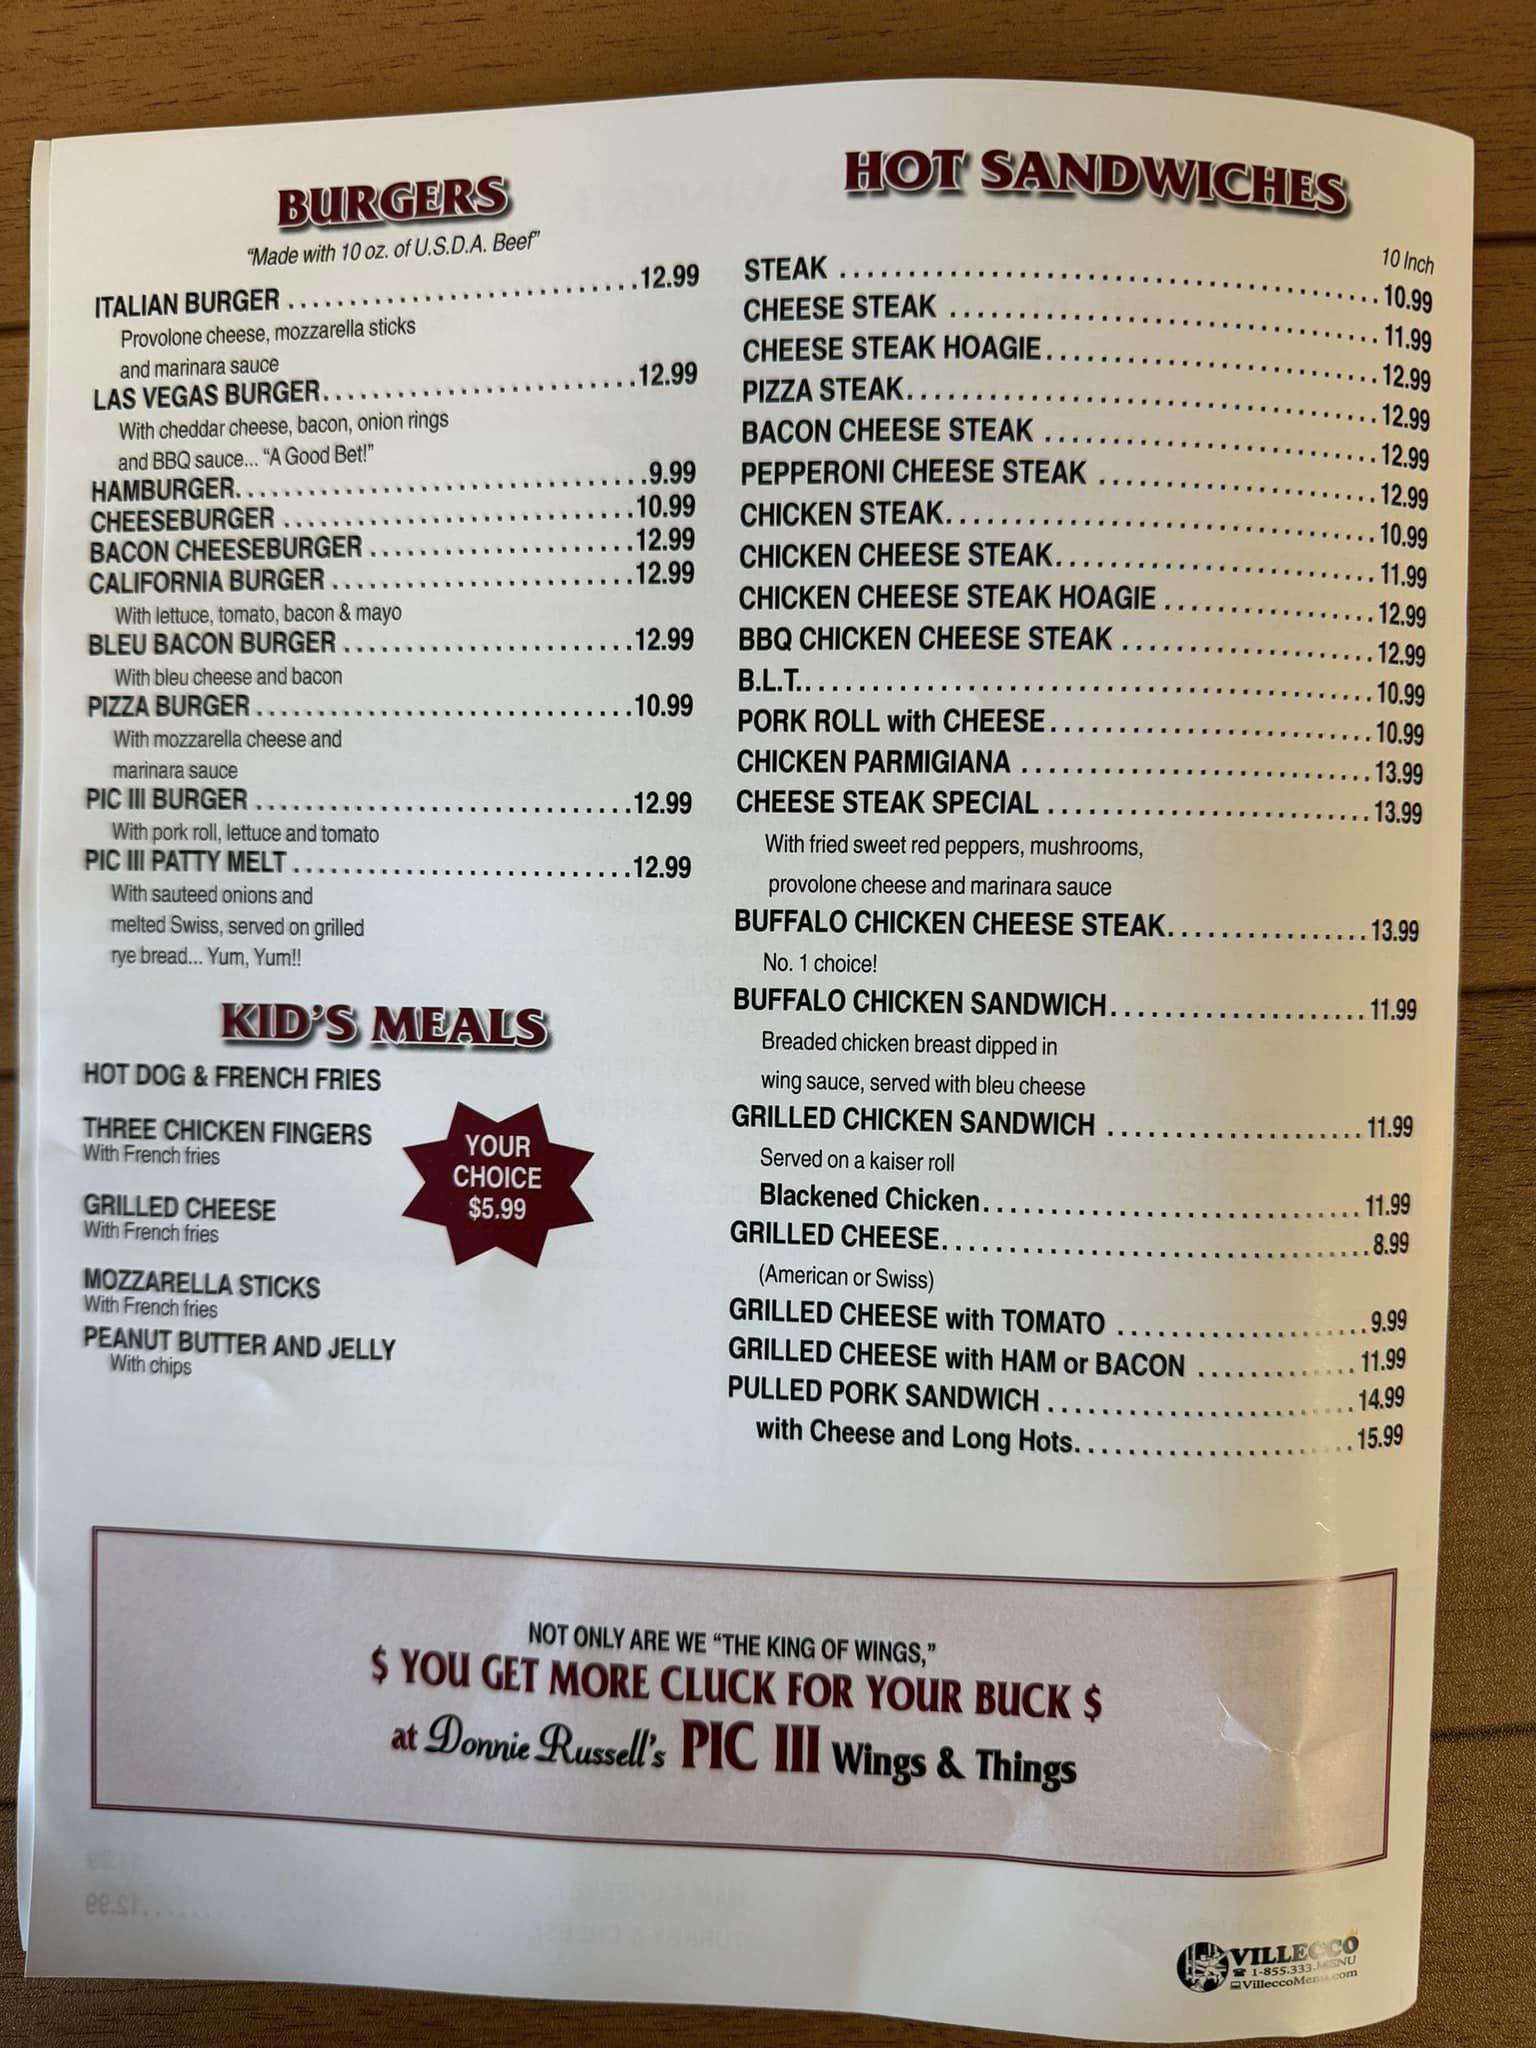 BURGERS
"Made with 10 oz. of U.S.D.A. Beef"
ITALIAN BURGER ............................12.99
Provolone cheese, mozzarella sticks
and marinara sauce
LAS VEGAS BURGER.........................12.99
With cheddar cheese, bacon, onion rings
and BBQ sauce... "A Good Bet!"
HAMBURGER.................................9.99
CHEESEBURGER ............................10.99
BACON CHEESEBURGER .....................12.99
CALIFORNIA BURGER ........................12.99
With lettuce, tomato, bacon & mayo
BLEU BACON BURGER .......................12.99
With bleu cheese and bacon
PIZZA BURGER ..............................10.99
With mozzarella cheese and
marinara sauce
PIC III BURGER ..............................12.99
With pork roll, lettuce and tomato
PIC III PATTY MELT ..........................12.99
With sauteed onions and
melted Swiss, served on grilled
rye bread... Yum, Yum!!
KID'S MEALS
HOT DOG & FRENCH FRIES
THREE CHICKEN FINGERS
With French fries
GRILLED CHEESE
With French fries
MOZZARELLA STICKS
With French fries
PEANUT BUTTER AND JELLY
With chips
YOUR
CHOICE
$5.99
HOT SANDWICHES
10 Inch
STEAK ........................................10.99
CHEESE STEAK ................................11.99
CHEESE STEAK HOAGIE.........................12.99
PIZZA STEAK...................................12.99
BACON CHEESE STEAK .........................12.99
PEPPERONI CHEESE STEAK .....................12.99
CHICKEN STEAK................................10.99
CHICKEN CHEESE STEAK........................11.99
CHICKEN CHEESE STEAK HOAGIE ................12.99
BBQ CHICKEN CHEESE STEAK ...................12.99
B.L.T...........................................10.99
PORK ROLL with CHEESE........................10.99
CHICKEN PARMIGIANA ..........................13.99
CHEESE STEAK SPECIAL ........................13.99
With fried sweet red peppers, mushrooms,
provolone cheese and marinara sauce
BUFFALO CHICKEN CHEESE STEAK................13.99
No. 1 choice!
BUFFALO CHICKEN SANDWICH....................11.99
Breaded chicken breast dipped in
wing sauce, served with bleu cheese
GRILLED CHICKEN SANDWICH ...................11.99
Served on a kaiser roll
Blackened Chicken............................11.99
GRILLED CHEESE................................8.99
(American or Swiss)
GRILLED CHEESE with TOMATO ...................9.99
GRILLED CHEESE with HAM or BACON ............11.99
PULLED PORK SANDWICH .......................14.99
with Cheese and Long Hots.....................15.99
NOT ONLY ARE WE "THE KING OF WINGS,"
$ YOU GET MORE CLUCK FOR YOUR BUCK $
at Donnie Russell's PIC III Wings & Things
VILLECCO
1-855.333-MENU
VilleccoMenu.com